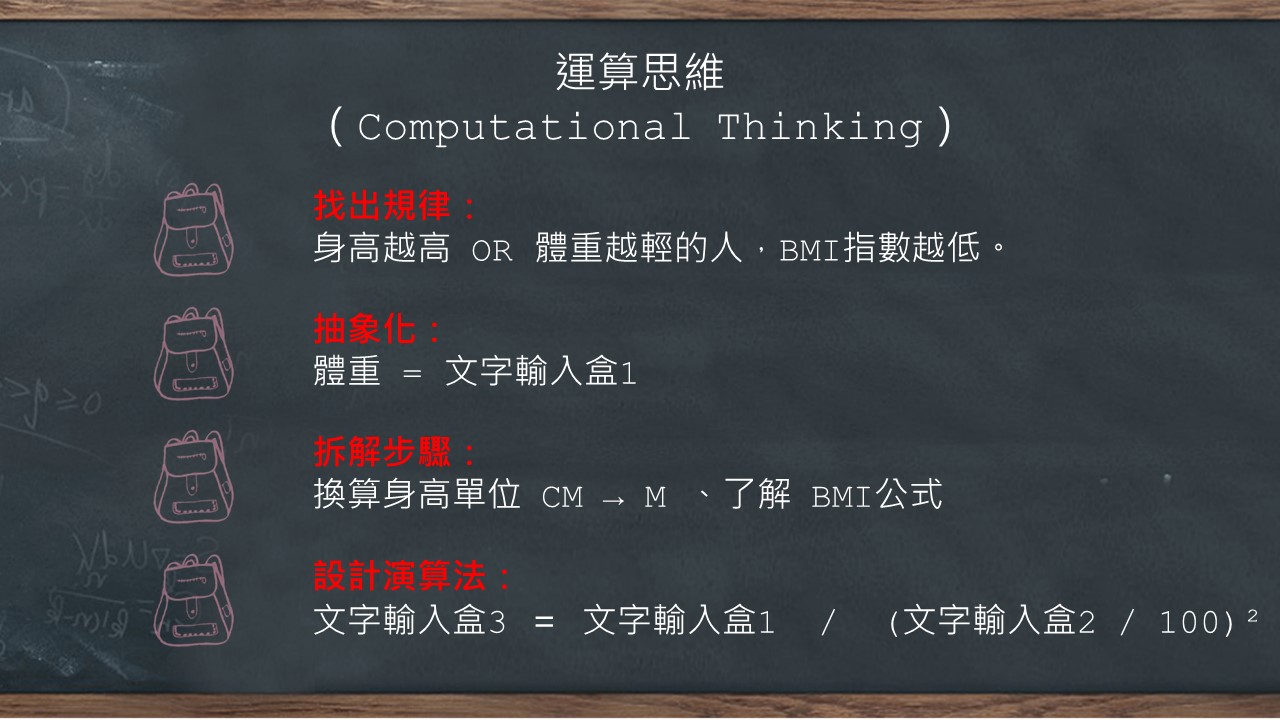 運算思維
(Computational Thinking)
找出規律：
身高越高 OR 體重越輕的人，BMI指數越低。
抽象化：
體重 = 文字輸入盒1
拆解步驟：
換算身高單位 CM → M 、了解 BMI公式
設計演算法：
文字輸入盒3 = 文字輸入盒1 / (文字輸入盒2 / 100)²